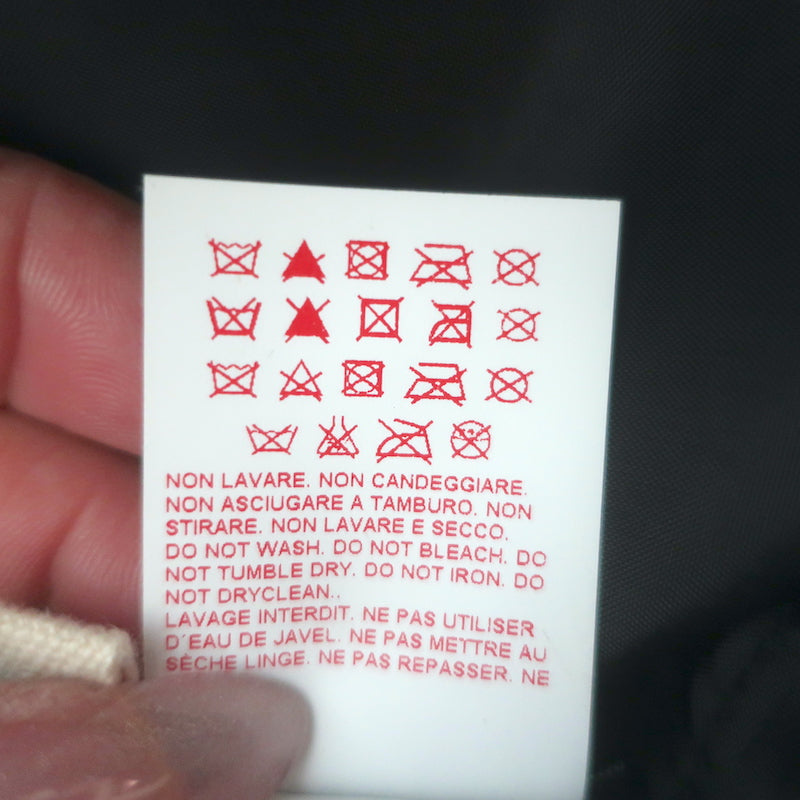 NON LAVARE. NON CANDEGGIARE.
NON ASCIUGARE A TAMBURO. NON
STIRARE. NON LAVARE E SECCO.
DO NOT WASH. DO NOT BLEACH. DO
NOT TUMBLE DRY. DO NOT IRON. DO
NOT DRYCLEAN..
LAVAGE INTERDIT. NE PAS UTILISER
D´EAU DE JAVEL. NE PAS METTRE AU
SÈCHE LINGE. NE PAS REPASSER. NE